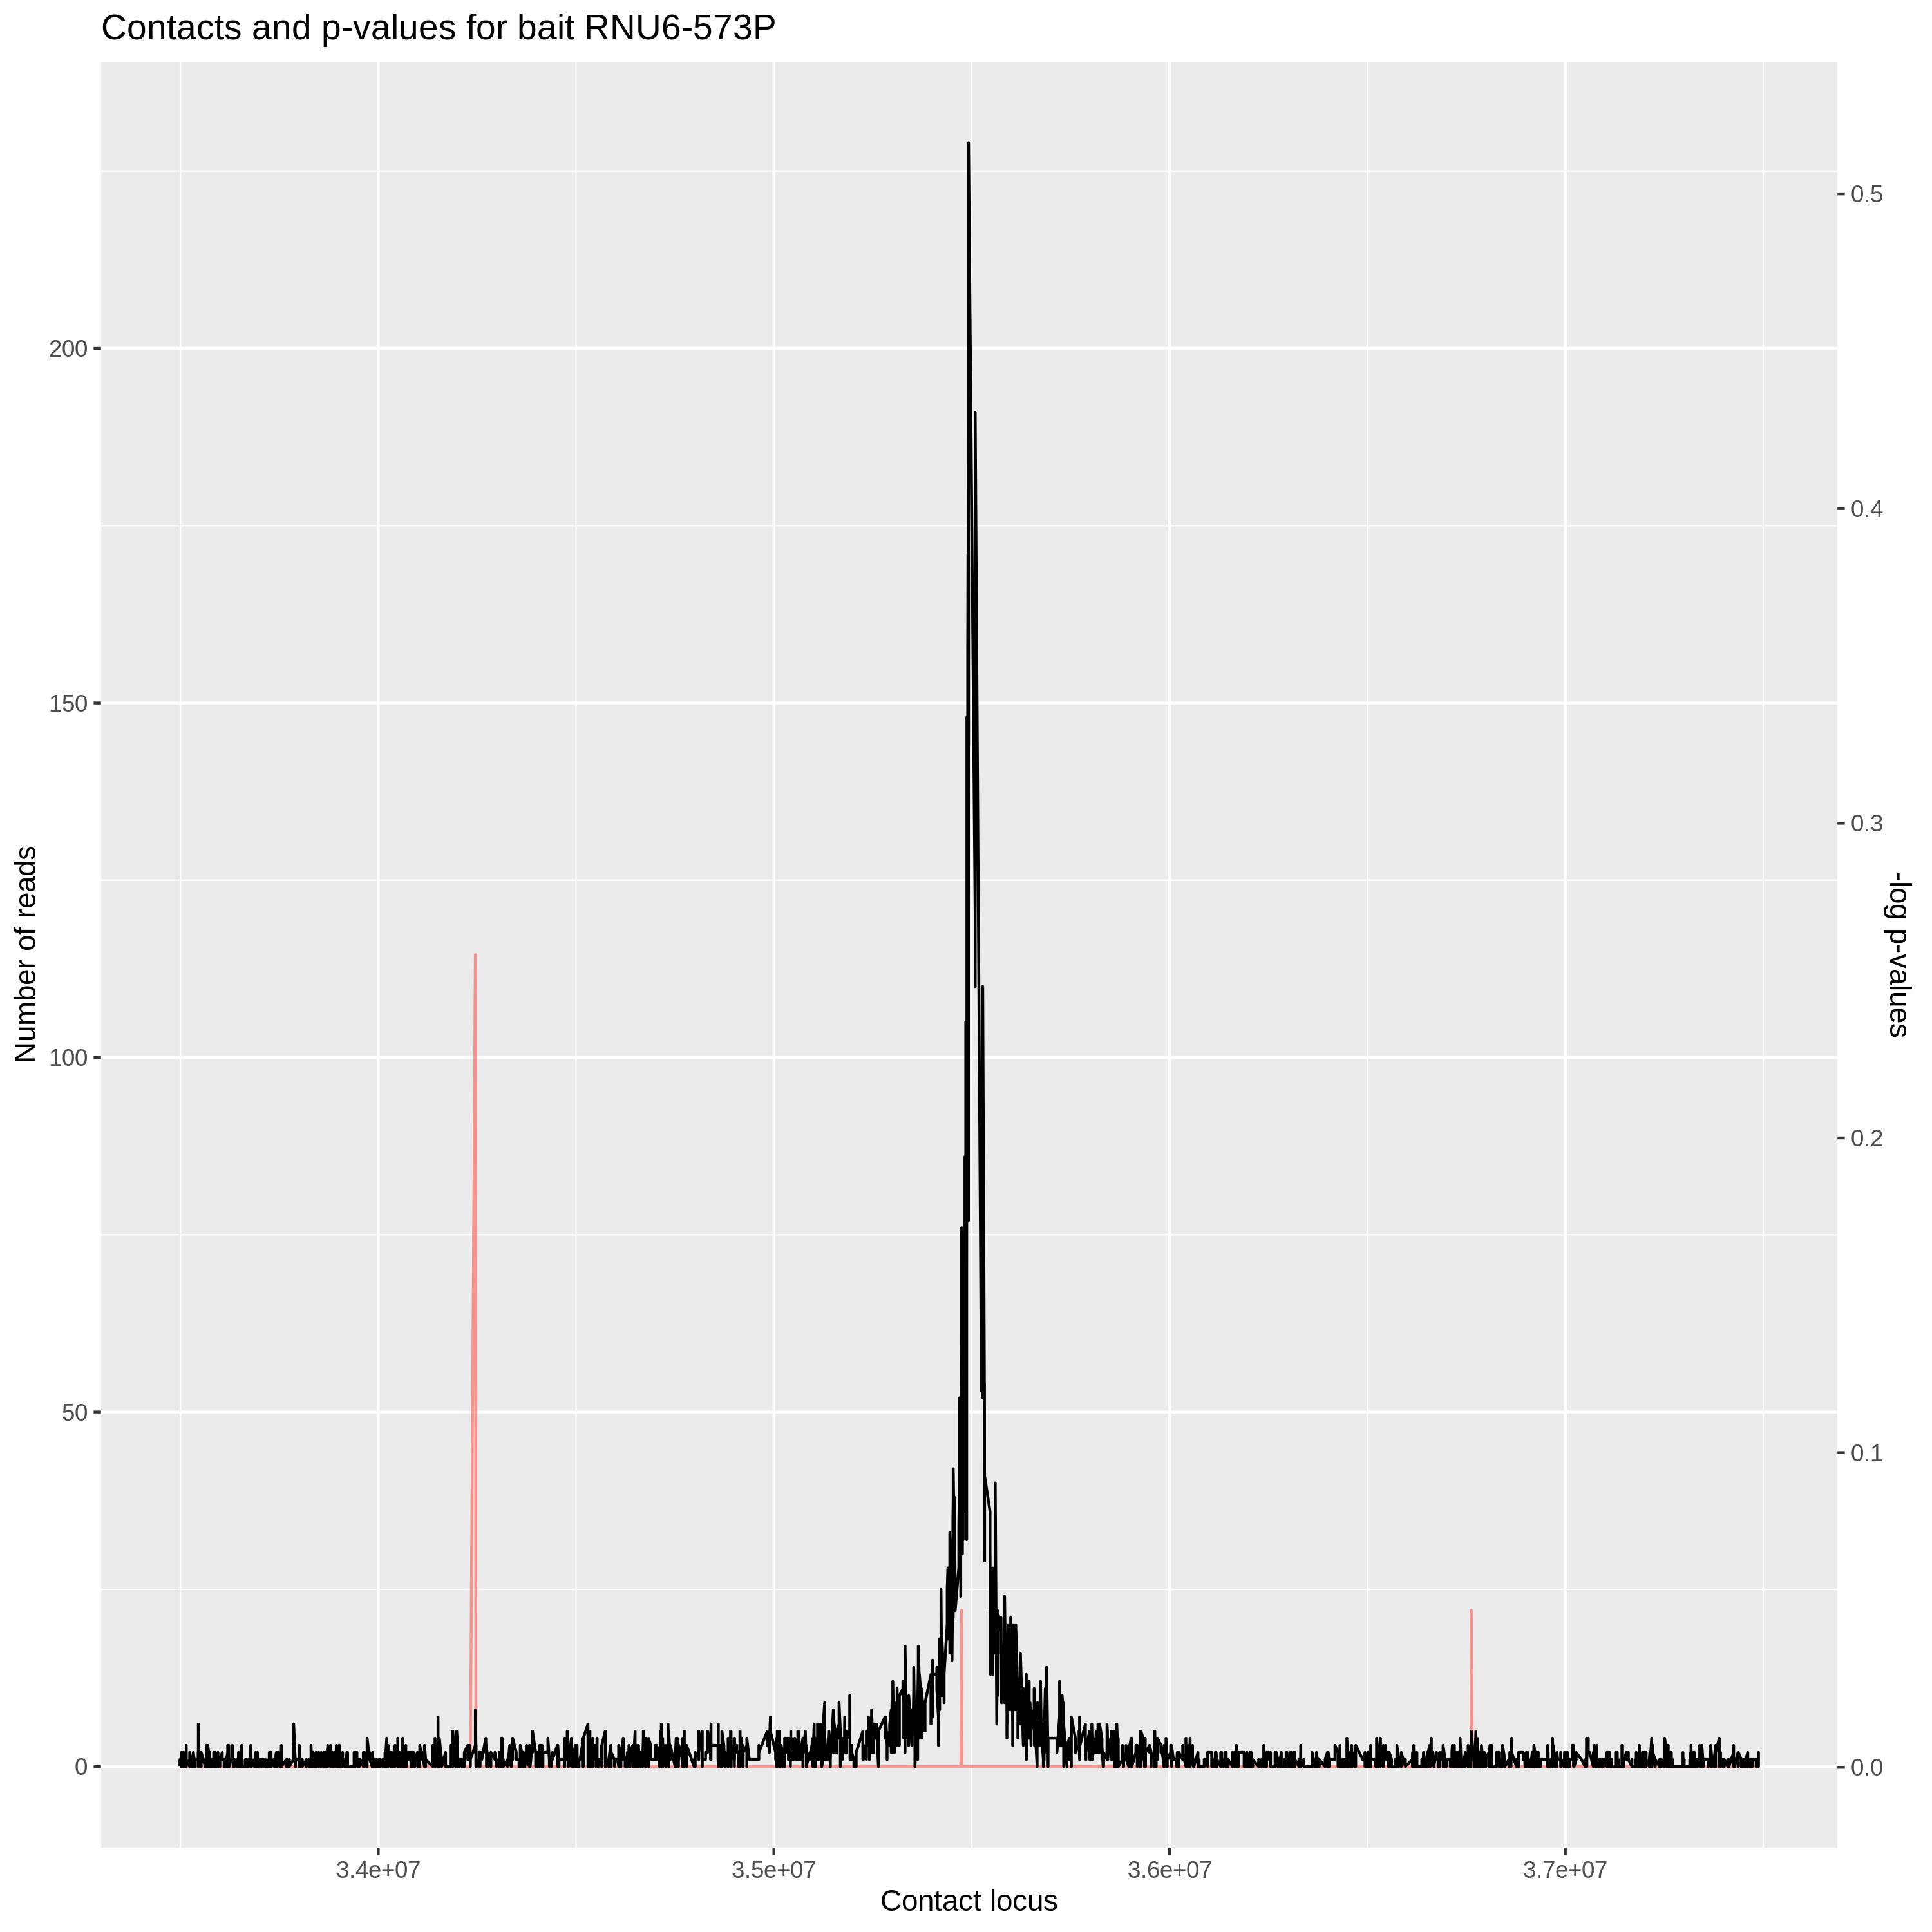 Contacts and p-values for bait RNU6-573P
Number of reads
200
150
100
50
0
0.5
0.4
0.3
0.2
0.1
0.0
-log p-values
3.4e+07
3.5e+07
3.6e+07
3.7e+07
Contact locus